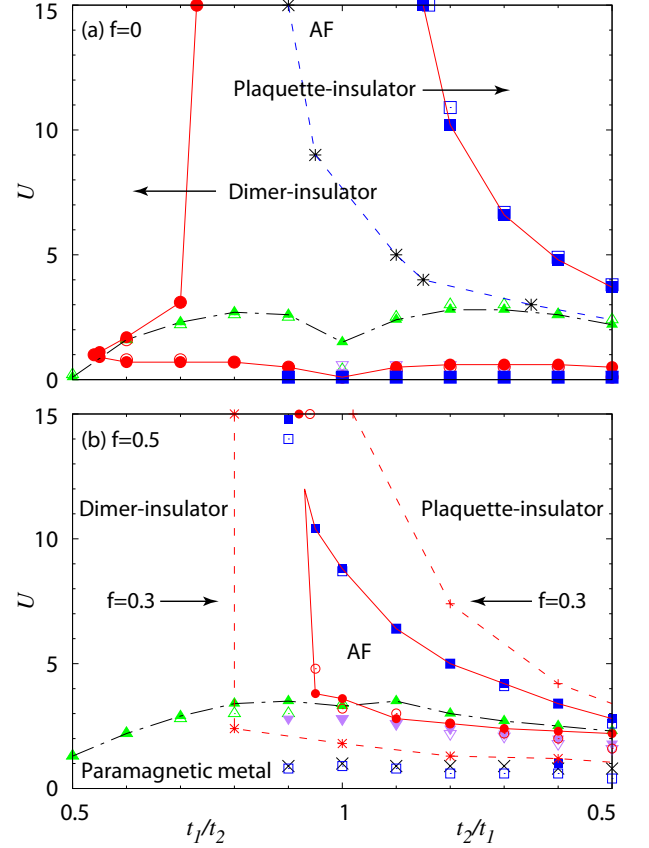 (a) f=0
AF
Plaquette-insulator
Dimer-insulator
U
15
10
5
0
(b) f=0.5
Dimer-insulator
Plaquette-insulator
f=0.3
f=0.3
AF
Paramagnetic metal
U
15
10
5
0
0.5
1
0.5
t1/t2
t2/t1